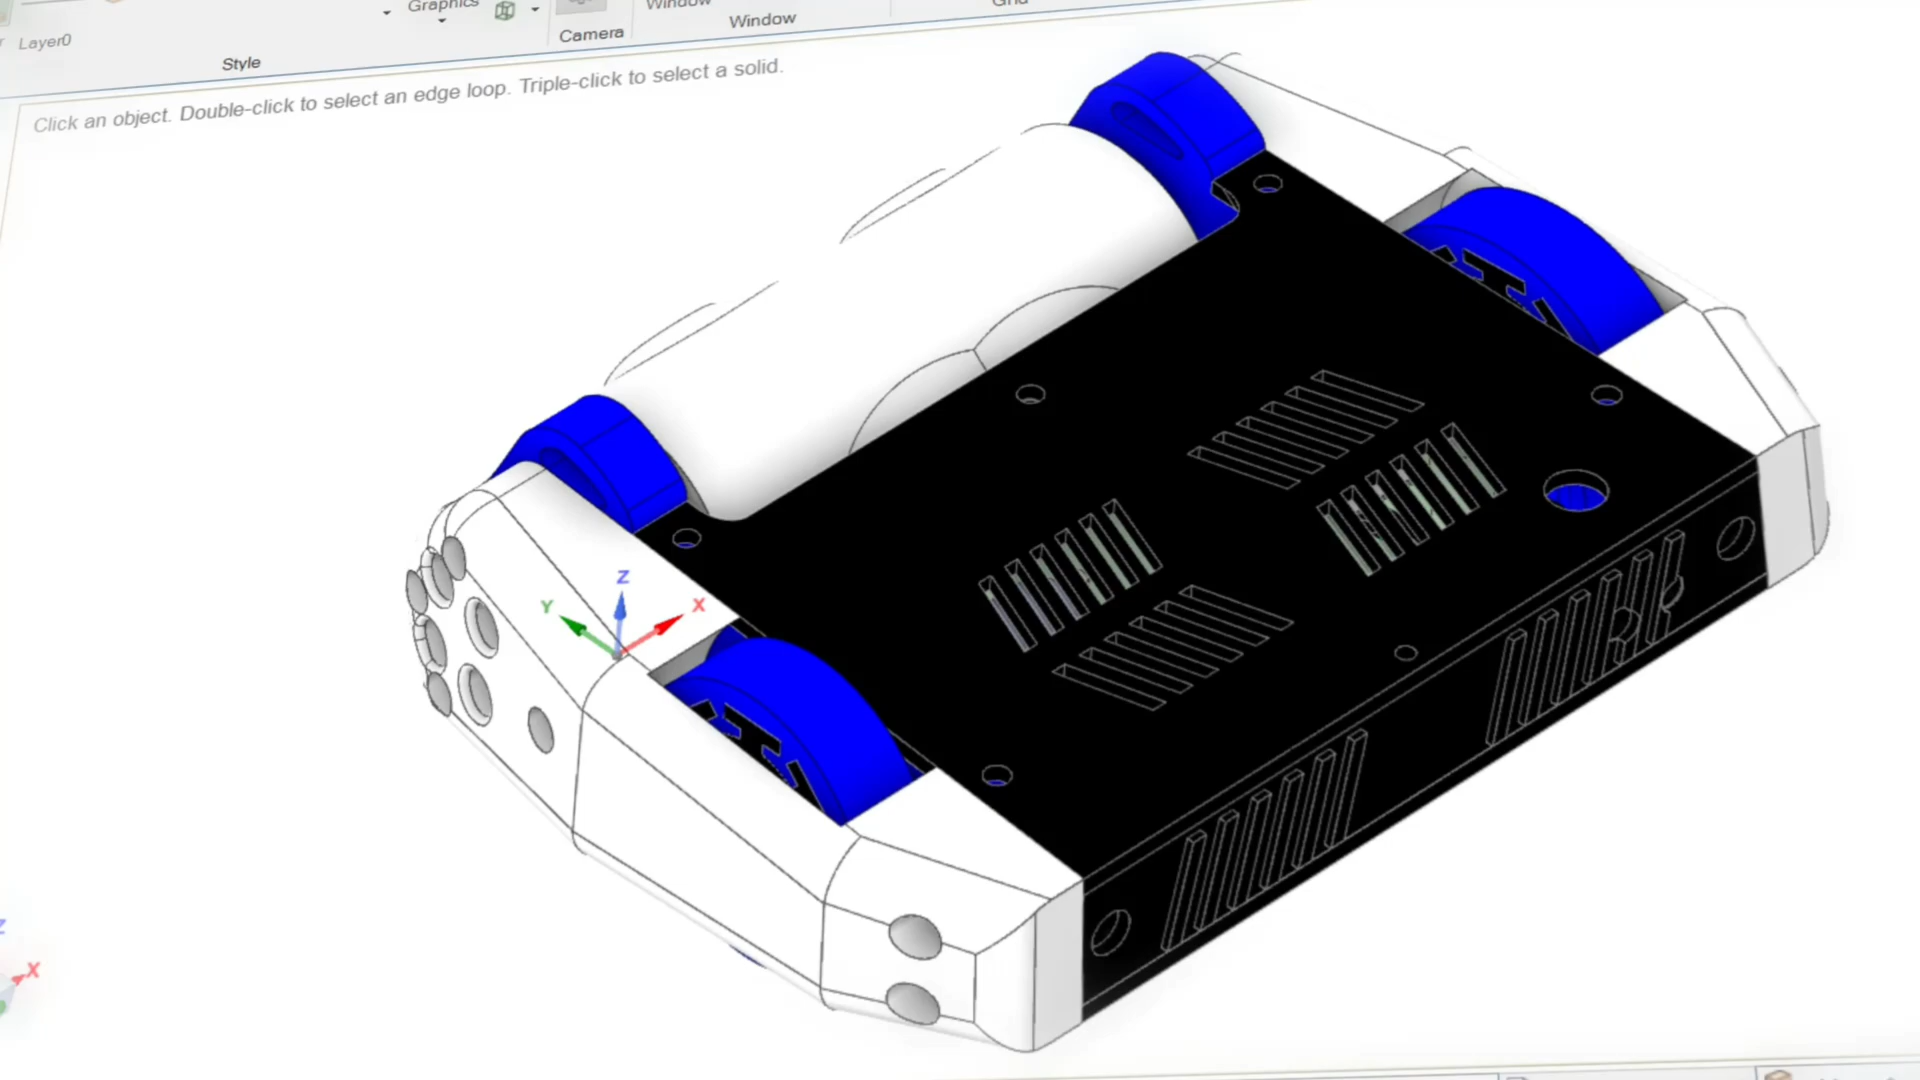 Graphics
Window
Layer0
Style
Camera
Window
Click an object. Double-click to select an edge loop. Triple-click to select a solid.
Z
Y
X
Z
X